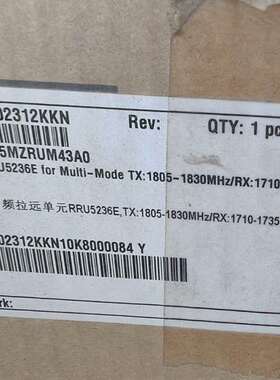 02312KKN Rev: QTY: 1 pc
5MZRUM43A0
U5236E for Multi-Mode TX:1805~1830MHz/RX:1710
频拉远单元RRU5236E,TX:1805-1830MHz/RX:1710-1735
02312KKN10K8000084 Y
rk: